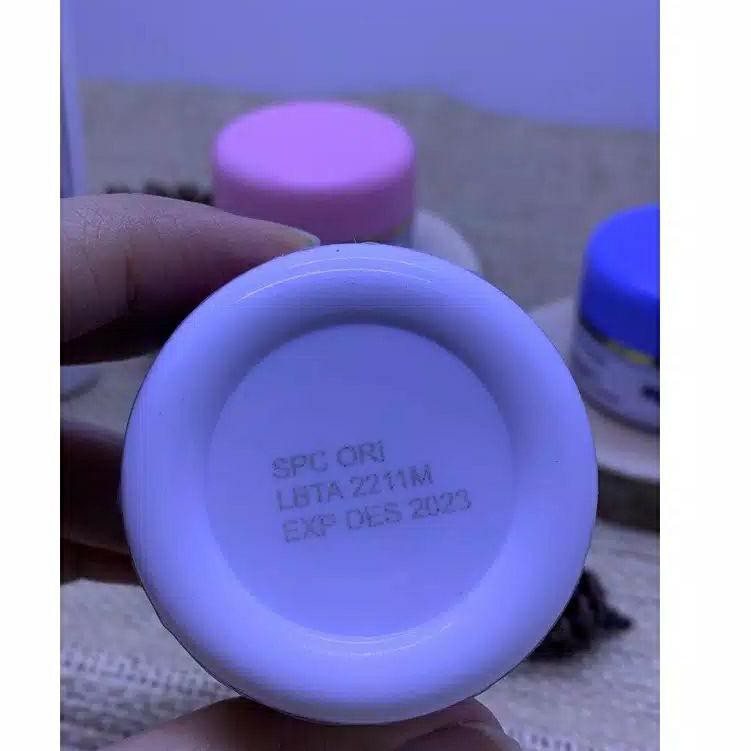 SPC ORi
LBTA 2211M
EXP DES 2023